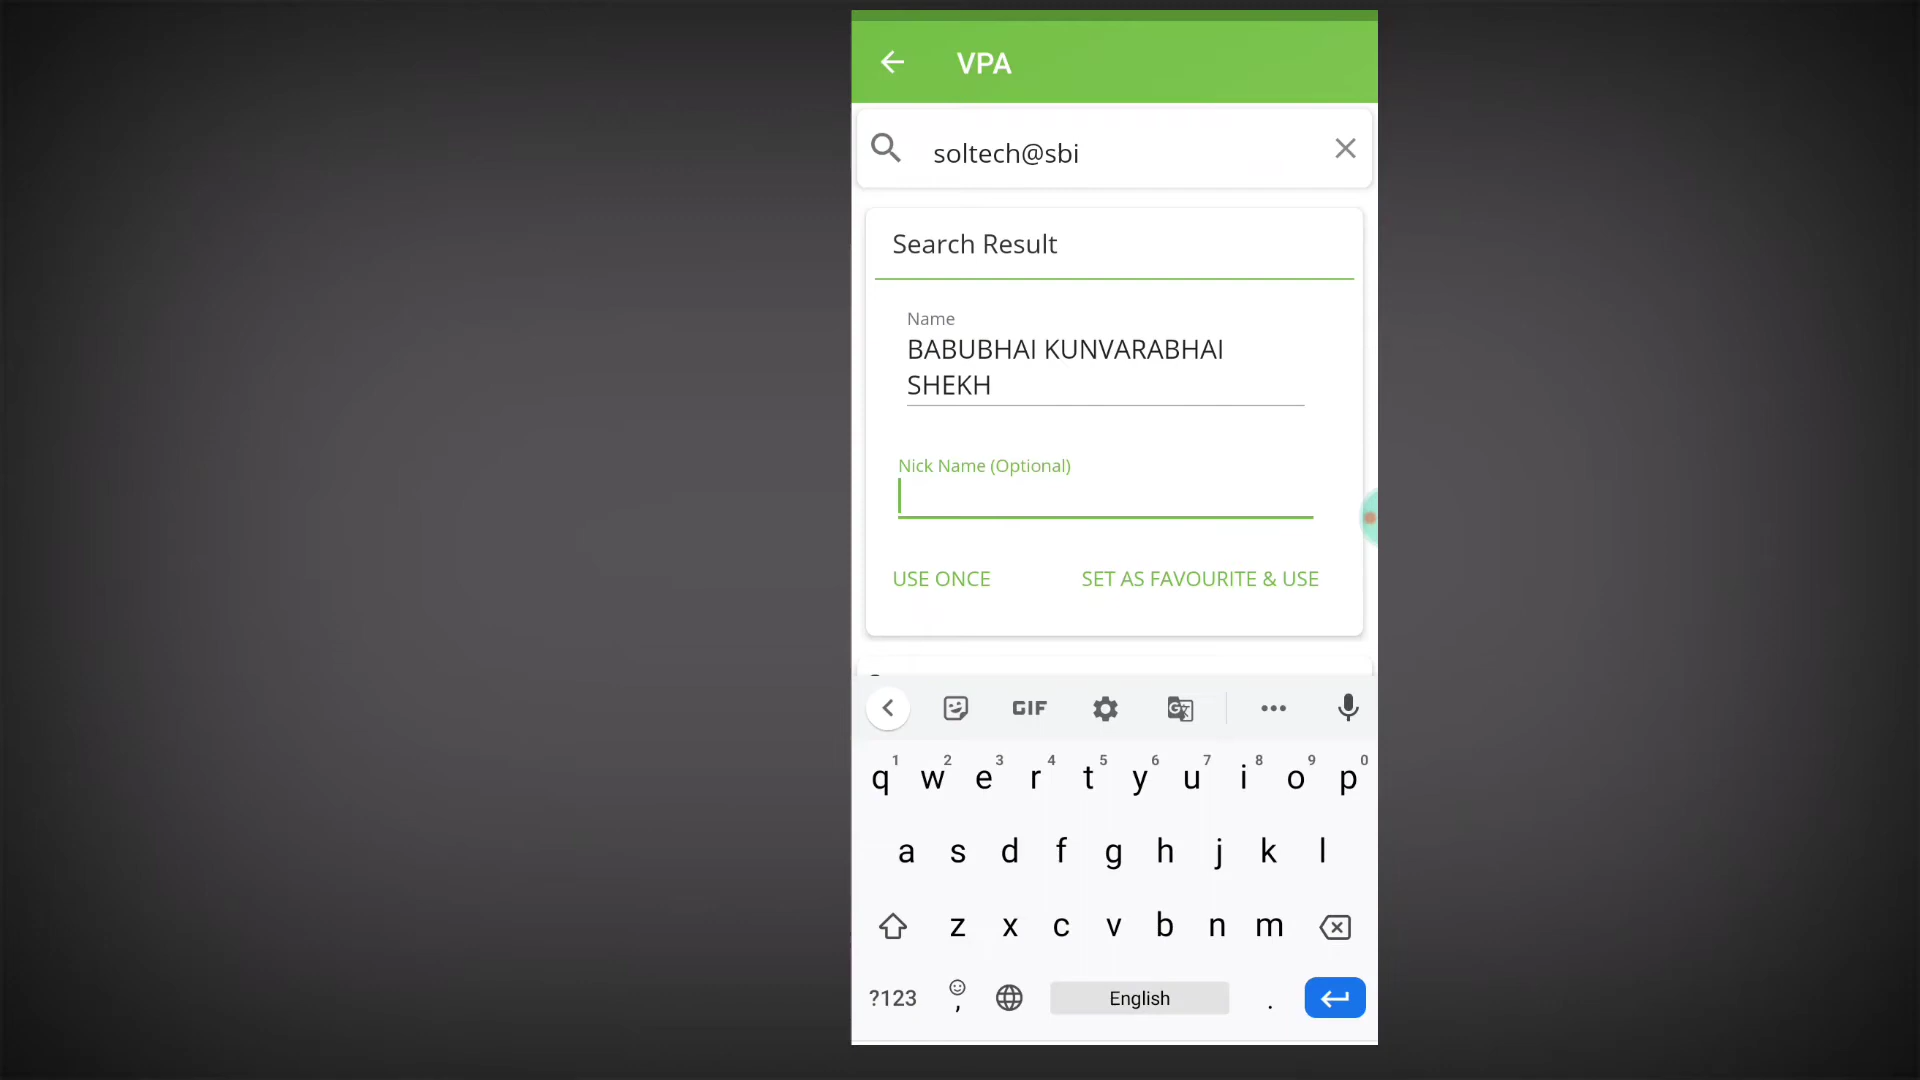 VPA
soltech@sbi
Search Result
Name
BABUBHAI KUNVARABHAI
SHEKH
Nick Name (Optional)
USE ONCE SET AS FAVOURITE & USE
GIF
1 2 3 4 5 6 7 8 9 0
q w e r t y u i o p
a s d f g h j k l
z x c v b n m
?123 , English .